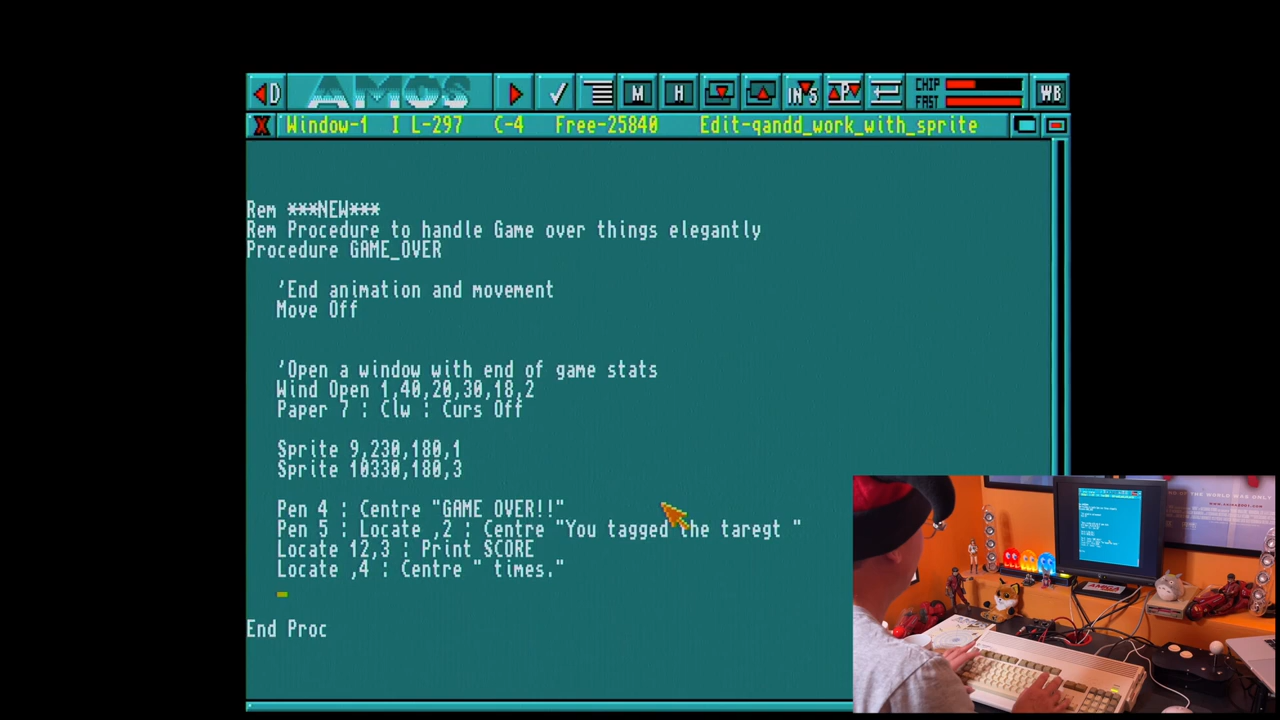 D AMOS M H INS P CHIP FAST WB
X Window-1 I L-297 C-4 Free-25840 Edit-qandd_work_with_sprite
Rem ***NEW***
Rem Procedure to handle Game over things elegantly
Procedure GAME_OVER
'End animation and movement
Move Off
'Open a window with end of game stats
Wind Open 1,40,20,30,18,2
Paper 7 : Clw : Curs Off
Sprite 9,230,180,1
Sprite 10330,180,3
Pen 4 : Centre "GAME OVER!!"
Pen 5 : Locate ,2 : Centre "You tagged the taregt "
Locate 12,3 : Print SCORE
Locate ,4 : Centre " times."
End Proc